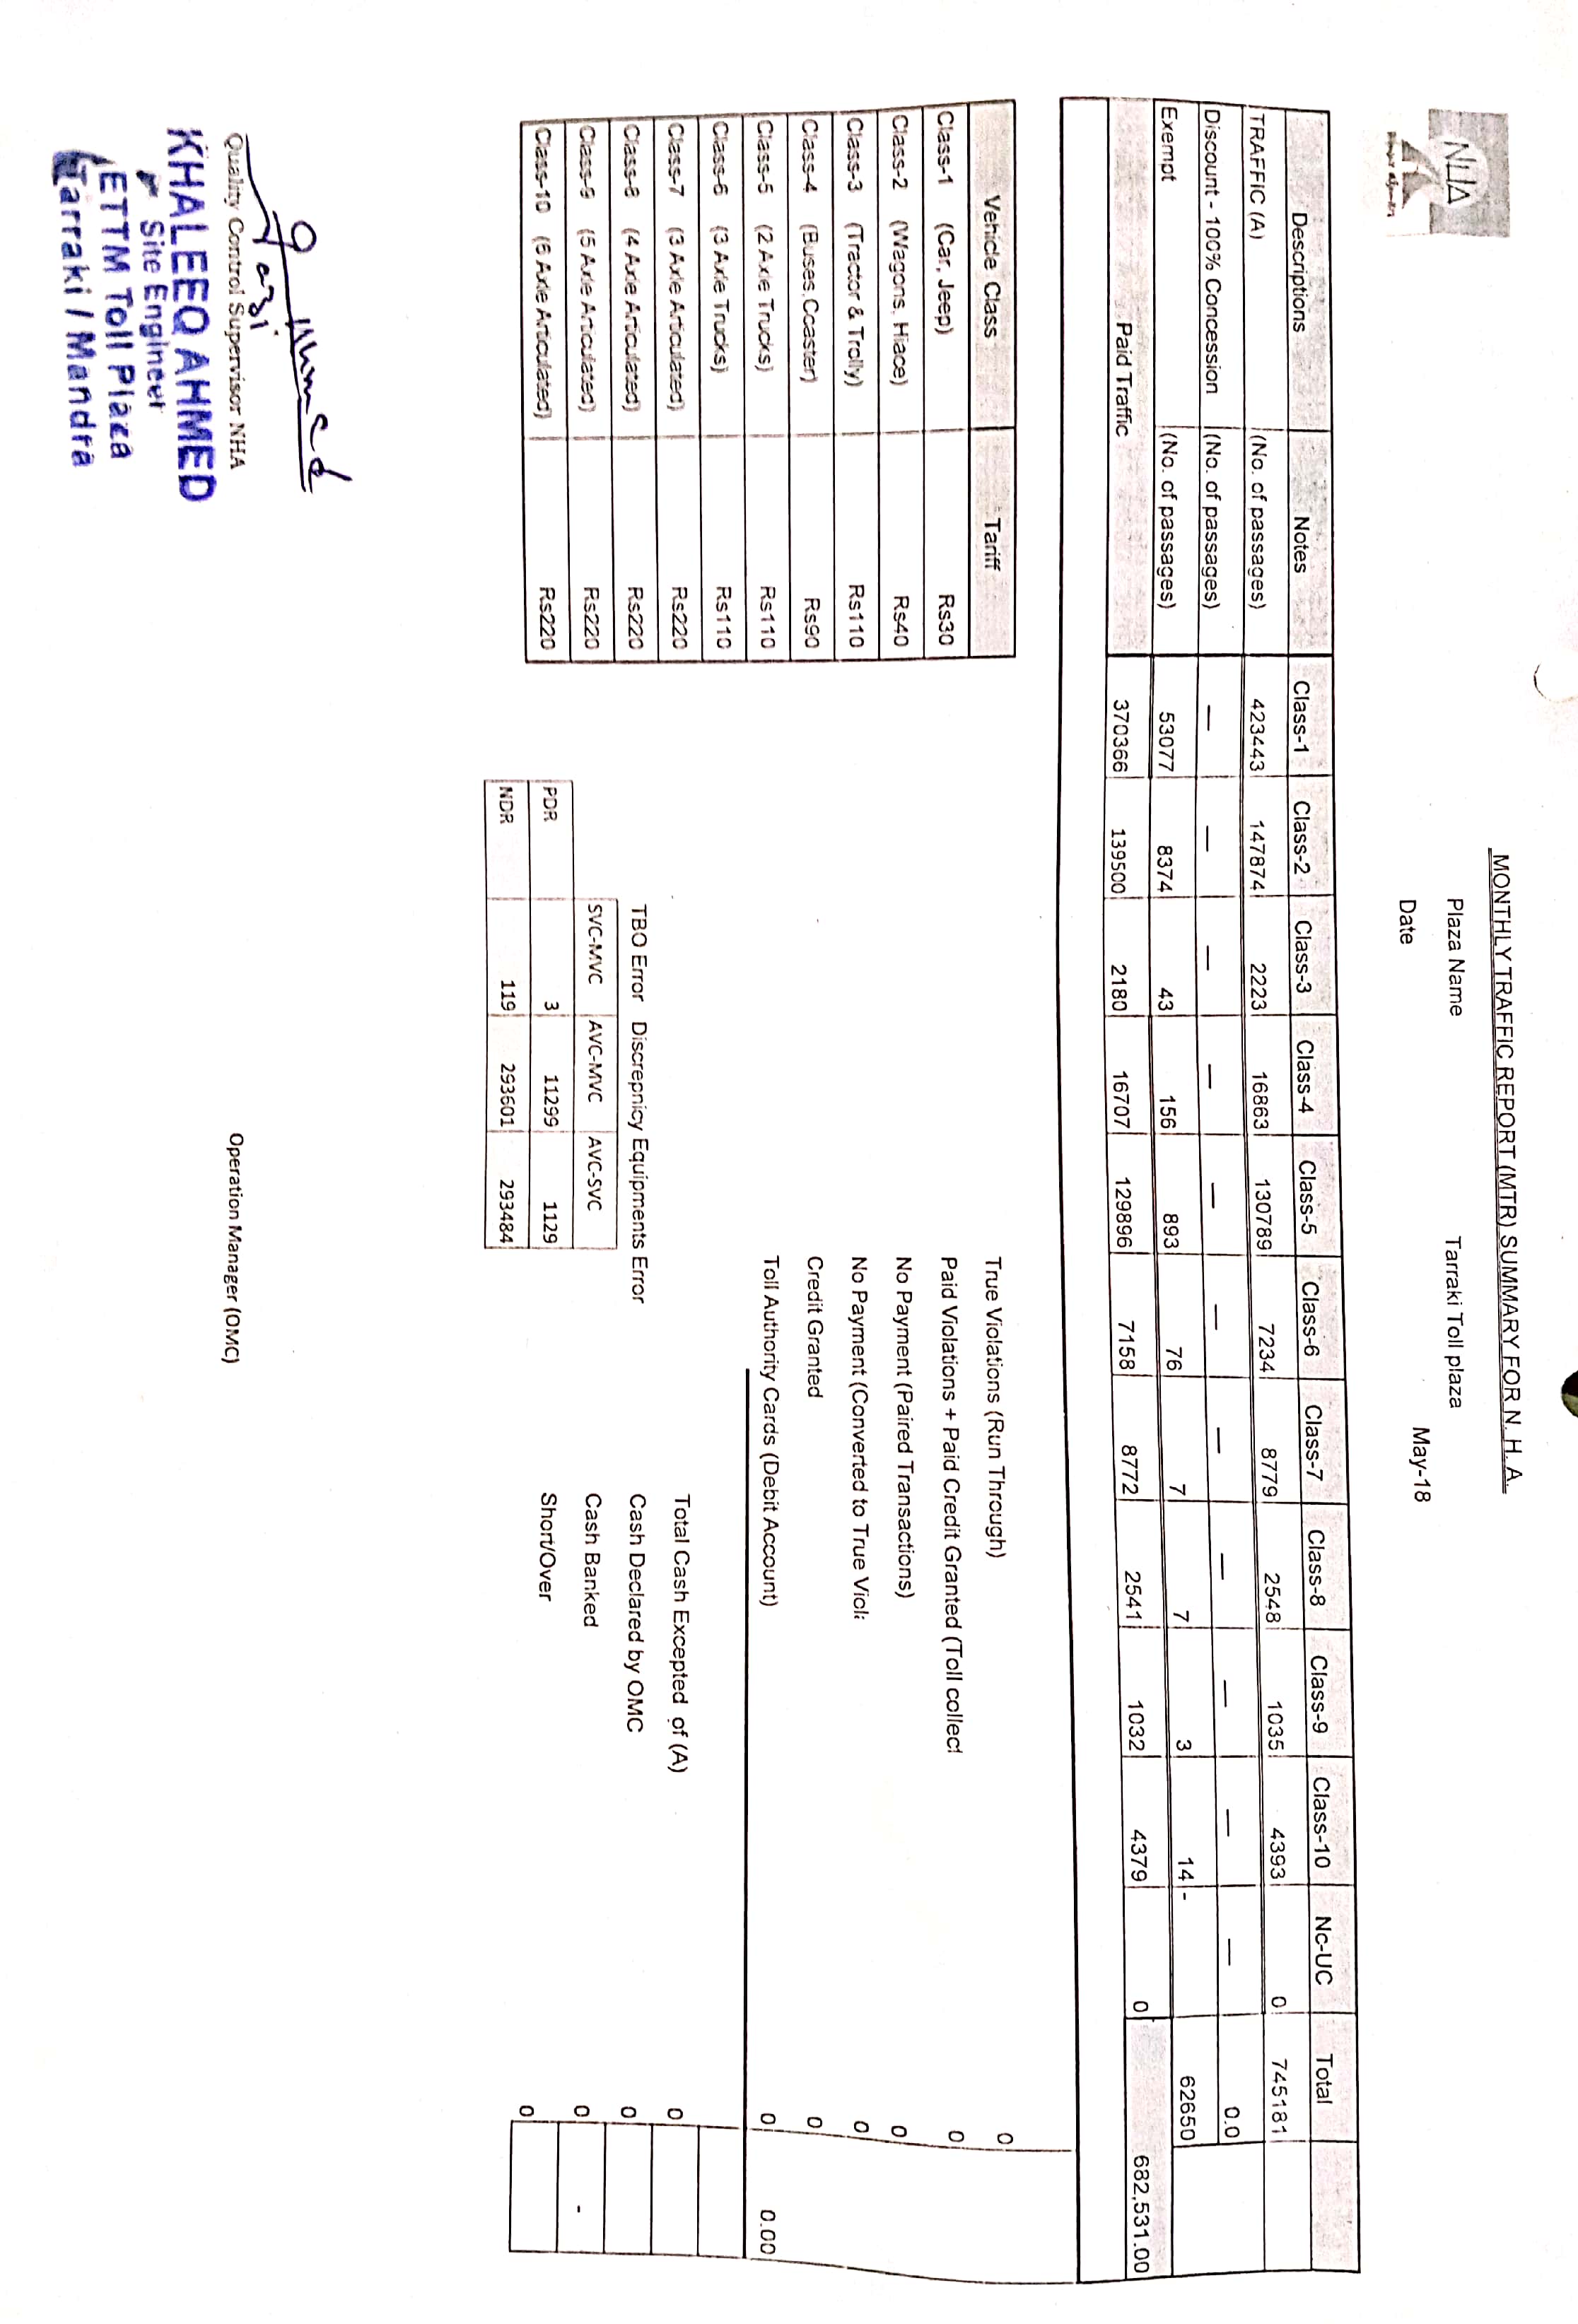 NHA
MONTHLY TRAFFIC REPORT (MTR) SUMMARY FOR N. H. A.
Plaza Name Tarraki Toll plaza
Date May-18
Descriptions Notes Class-1 Class-2 Class-3 Class-4 Class-5 Class-6 Class-7 Class-8 Class-9 Class-10 Nc-UC Total
TRAFFIC (A) (No. of passages) 423443 147874 2223 16863 130789 7234 8779 2548 1035 4393 0 745181
Discount - 100% Concession (No. of passages) — — — — — — — — — — — 0.0
Exempt (No. of passages) 53077 8374 43 156 893 76 7 7 3 14 - 62650
Paid Traffic 370366 139500 2180 16707 129896 7158 8772 2541 1032 4379 0 682,531.00
Vehicle Class Tariff
Class-1 (Car, Jeep) Rs30
Class-2 (Wagons, Hiace) Rs40
Class-3 (Tractor & Trolly) Rs110
Class-4 (Buses, Coaster) Rs90
Class-5 (2 Axle Trucks) Rs110
Class-6 (3 Axle Trucks) Rs110
Class-7 (3 Axle Articulated) Rs220
Class-8 (4 Axle Articulated) Rs220
Class-9 (5 Axle Articulated) Rs220
Class-10 (6 Axle Articulated) Rs220
True Violations (Run Through) 0
Paid Violations + Paid Credit Granted (Toll collect 0
No Payment (Paired Transactions) 0
No Payment (Converted to True Viol 0
Credit Granted 0
Toll Authority Cards (Debit Account) 0 0.00
Total Cash Excepted of (A) 0
Cash Declared by OMC 0
Cash Banked 0 -
Short/Over 0
TBO Error Discrepnicy Equipments Error
SVC-MVC AVC-MVC AVC-SVC
PDR 3 11299 1129
NDR 119 293601 293484
Quality Control Supervisor NHA
Operation Manager (OMC)
KHALEEQ AHMED
Site Engineer
ETTM Toll Plaza
Tarraki / Mandra